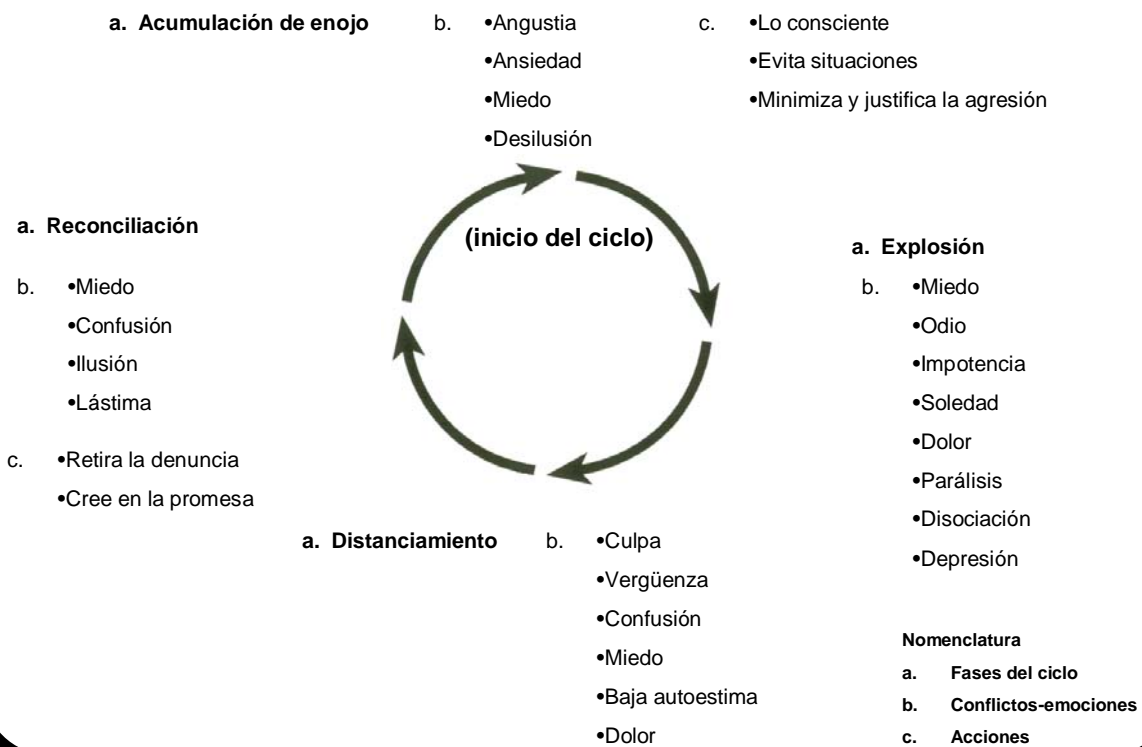 a. Acumulación de enojo
b. •Angustia
•Ansiedad
•Miedo
•Desilusión
c. •Lo consciente
•Evita situaciones
•Minimiza y justifica la agresión
(inicio del ciclo)
a. Explosión
b. •Miedo
•Odio
•Impotencia
•Soledad
•Dolor
•Parálisis
•Disociación
•Depresión
a. Distanciamiento
b. •Culpa
•Vergüenza
•Confusión
•Miedo
•Baja autoestima
•Dolor
a. Reconciliación
b. •Miedo
•Confusión
•Ilusión
•Lástima
c. •Retira la denuncia
•Cree en la promesa
Nomenclatura
a. Fases del ciclo
b. Conflictos-emociones
c. Acciones